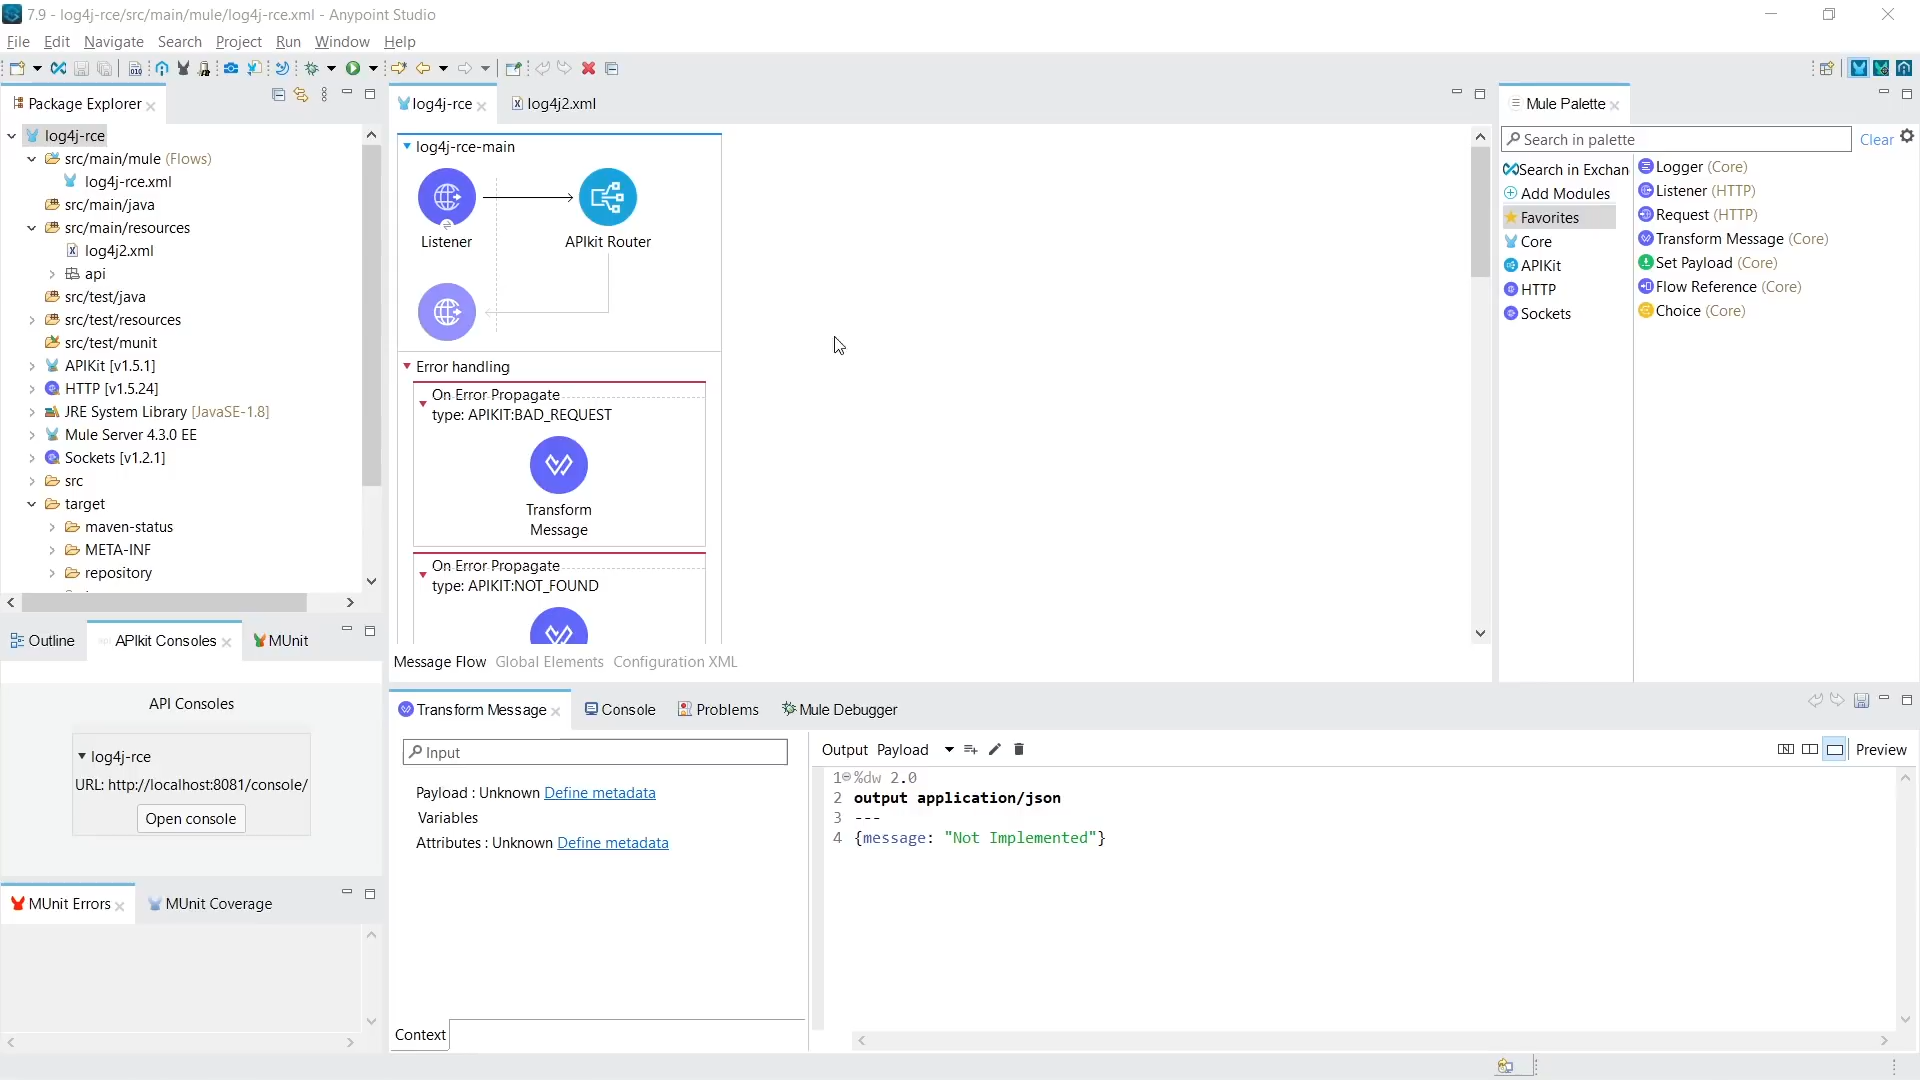 7.9 - log4j-rce/src/main/mule/log4j-rce.xml - Anypoint Studio
File Edit Navigate Search Project Run Window Help
Package Explorer
log4j-rce
src/main/mule (Flows)
log4j-rce.xml
src/main/java
src/main/resources
log4j2.xml
api
src/test/java
src/test/resources
src/test/munit
APIKit [v1.5.1]
HTTP [v1.5.24]
JRE System Library [JavaSE-1.8]
Mule Server 4.3.0 EE
Sockets [v1.2.1]
src
target
maven-status
META-INF
repository
Outline APIkit Consoles MUnit
API Consoles
log4j-rce
URL: http://localhost:8081/console/
Open console
MUnit Errors MUnit Coverage
log4j-rce log4j2.xml
log4j-rce-main
Listener APIkit Router
Error handling
On Error Propagate
type: APIKIT:BAD_REQUEST
Transform
Message
On Error Propagate
type: APIKIT:NOT_FOUND
Message Flow Global Elements Configuration XML
Mule Palette
Search in palette Clear
Search in Exchan
Add Modules
Favorites
Core
APIKit
HTTP
Sockets
Logger (Core)
Listener (HTTP)
Request (HTTP)
Transform Message (Core)
Set Payload (Core)
Flow Reference (Core)
Choice (Core)
Transform Message Console Problems Mule Debugger
Input
Payload : Unknown Define metadata
Variables
Attributes : Unknown Define metadata
Context
Output Payload Preview
1 %dw 2.0
2 output application/json
3 ---
4 {message: "Not Implemented"}